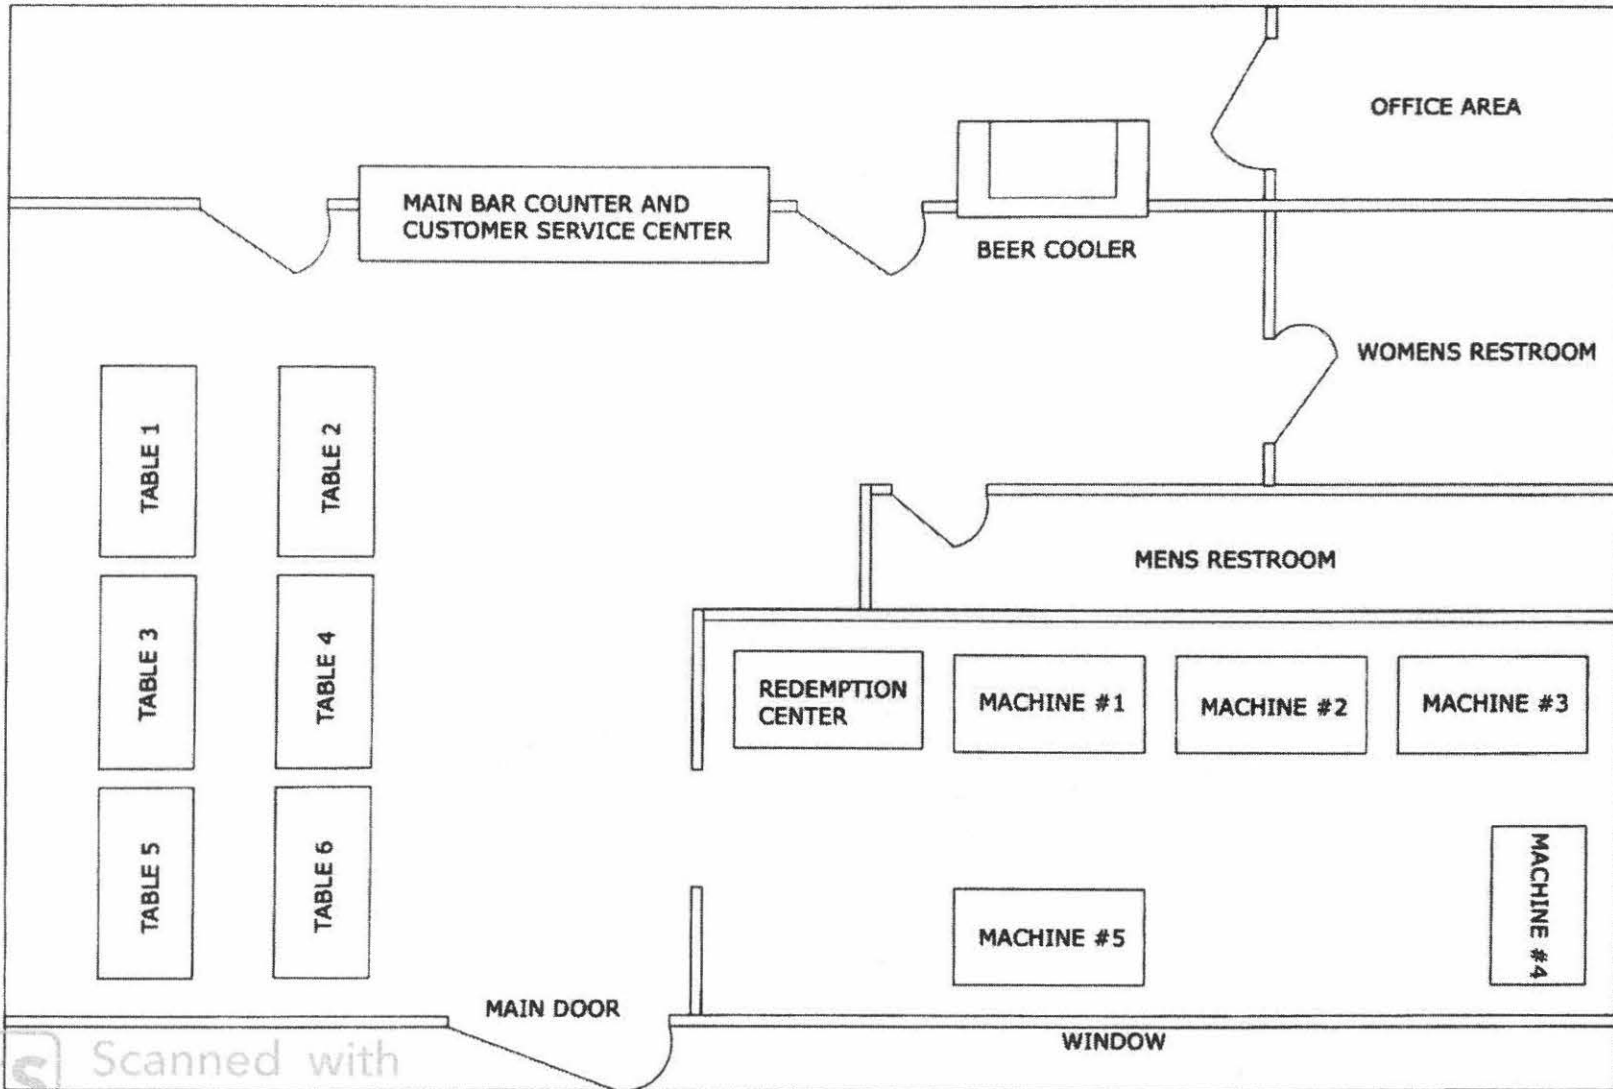 OFFICE AREA
MAIN BAR COUNTER AND
CUSTOMER SERVICE CENTER
BEER COOLER
WOMENS RESTROOM
TABLE 1
TABLE 2
MENS RESTROOM
TABLE 3
TABLE 4
REDEMPTION
CENTER
MACHINE #1
MACHINE #2
MACHINE #3
TABLE 5
TABLE 6
MACHINE #5
MACHINE #4
MAIN DOOR
WINDOW
S Scanned with